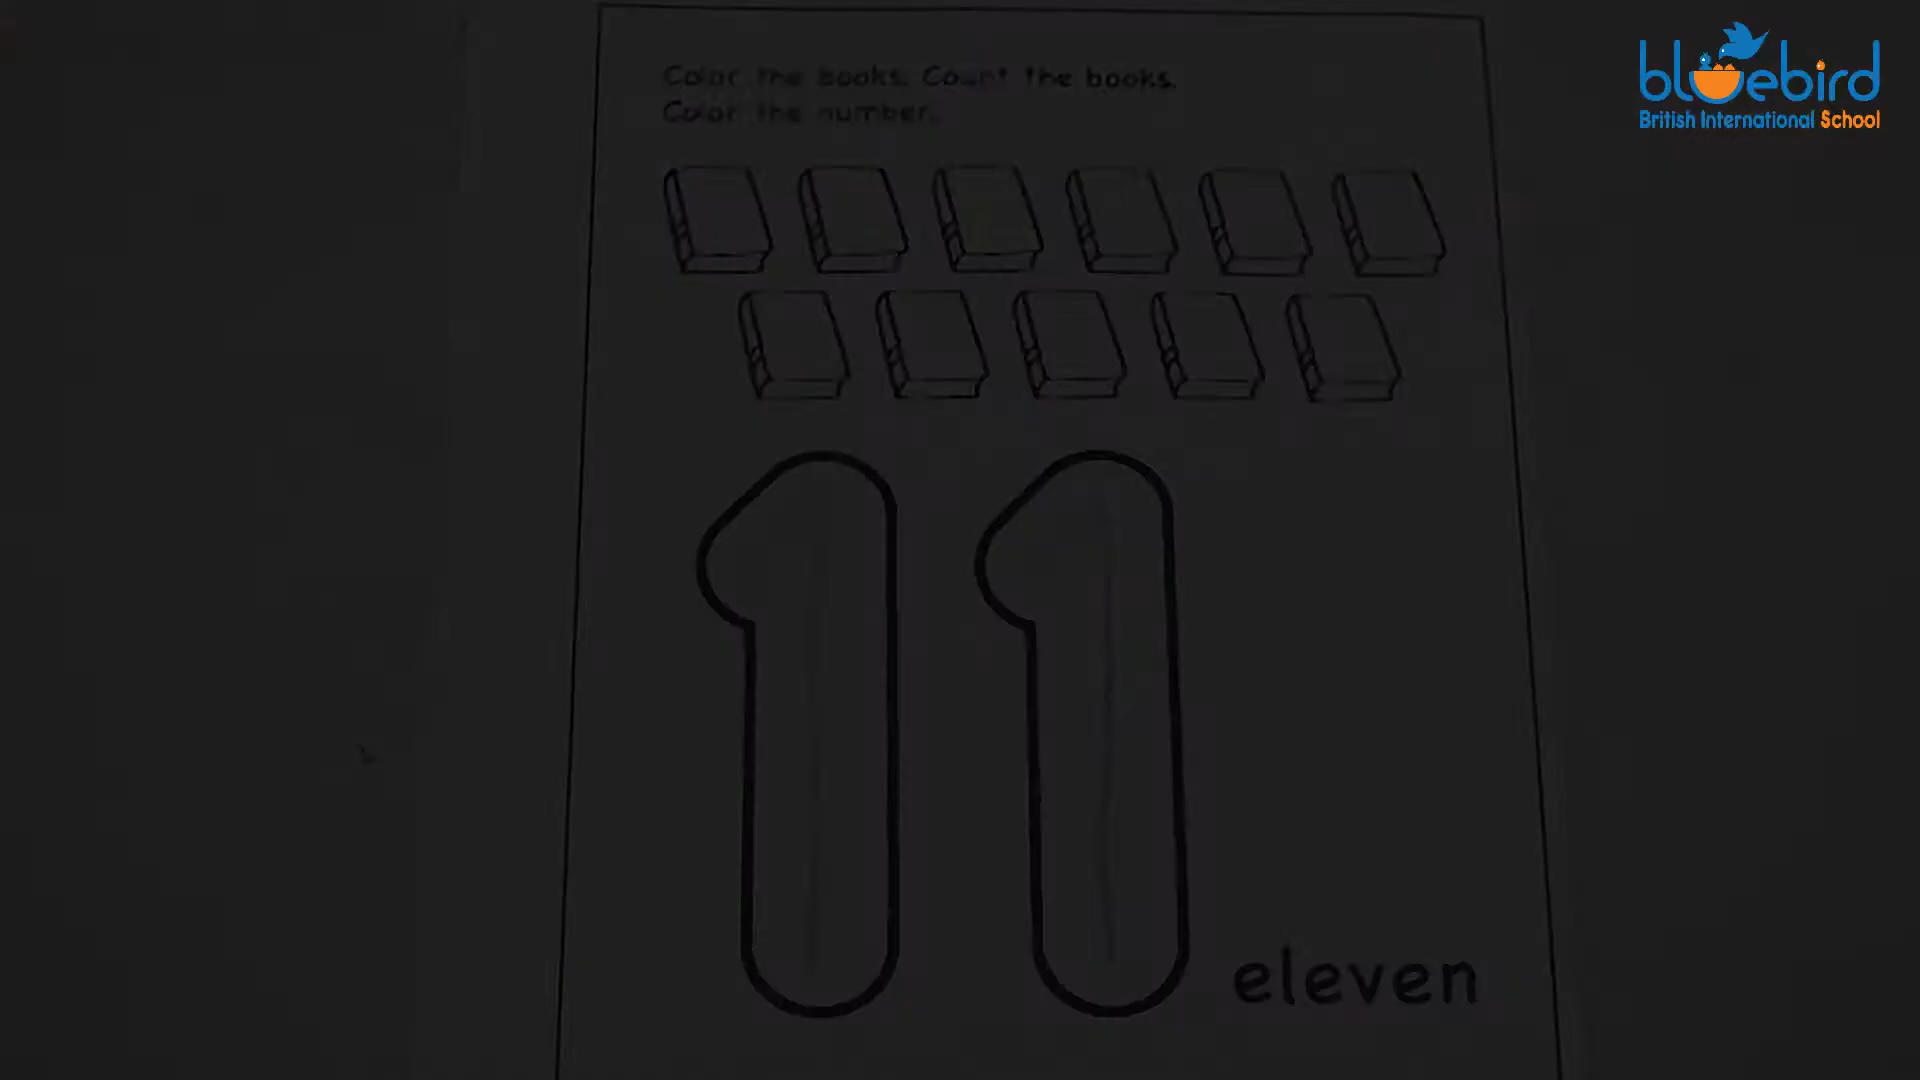 Color the books. Count the books.
Color the number.
bluebird
British International School
11
eleven